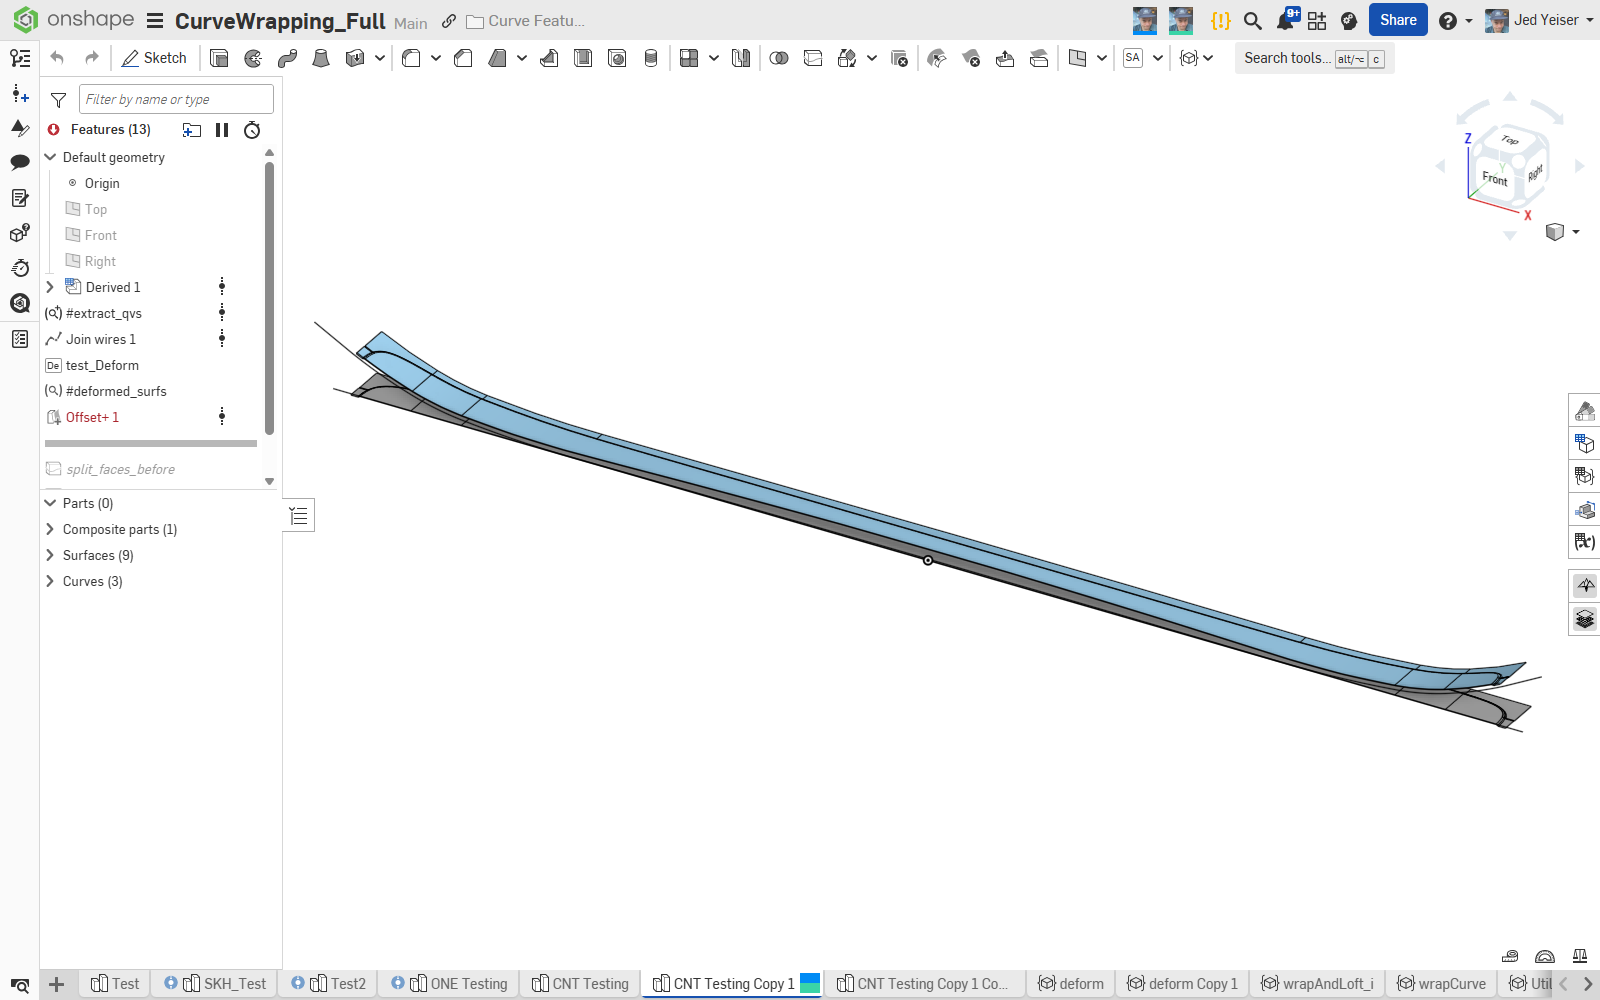 onshape CurveWrapping_Full Main Curve Featu... 9+ Share Jed Yeiser
Sketch SA Search tools... alt/⌥ c
Filter by name or type
Features (13)
Default geometry
Origin
Top
Front
Right
Derived 1
#extract_qvs
Join wires 1
De test_Deform
#deformed_surfs
Offset+ 1
split_faces_before
Parts (0)
Composite parts (1)
Surfaces (9)
Curves (3)
Z
Top
Y
Front
Right
X
Test SKH_Test Test2 ONE Testing CNT Testing CNT Testing Copy 1 CNT Testing Copy 1 Co... deform deform Copy 1 wrapAndLoft_i wrapCurve Util